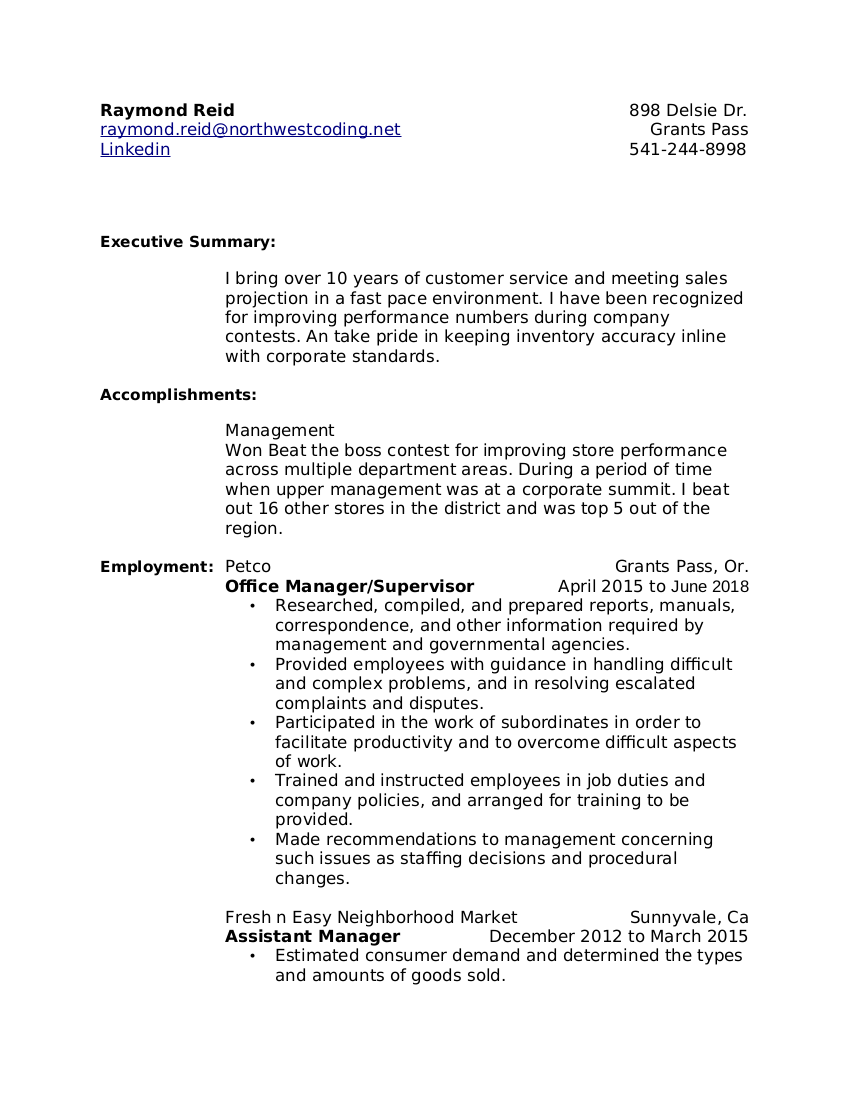 Raymond Reid 898 Delsie Dr.
raymond.reid@northwestcoding.net Grants Pass
Linkedin 541-244-8998
Executive Summary:
I bring over 10 years of customer service and meeting sales
projection in a fast pace environment. I have been recognized
for improving performance numbers during company
contests. An take pride in keeping inventory accuracy inline
with corporate standards.
Accomplishments:
Management
Won Beat the boss contest for improving store performance
across multiple department areas. During a period of time
when upper management was at a corporate summit. I beat
out 16 other stores in the district and was top 5 out of the
region.
Employment: Petco Grants Pass, Or.
Office Manager/Supervisor April 2015 to June 2018
• Researched, compiled, and prepared reports, manuals,
correspondence, and other information required by
management and governmental agencies.
• Provided employees with guidance in handling difficult
and complex problems, and in resolving escalated
complaints and disputes.
• Participated in the work of subordinates in order to
facilitate productivity and to overcome difficult aspects
of work.
• Trained and instructed employees in job duties and
company policies, and arranged for training to be
provided.
• Made recommendations to management concerning
such issues as staffing decisions and procedural
changes.
Fresh n Easy Neighborhood Market Sunnyvale, Ca
Assistant Manager December 2012 to March 2015
• Estimated consumer demand and determined the types
and amounts of goods sold.